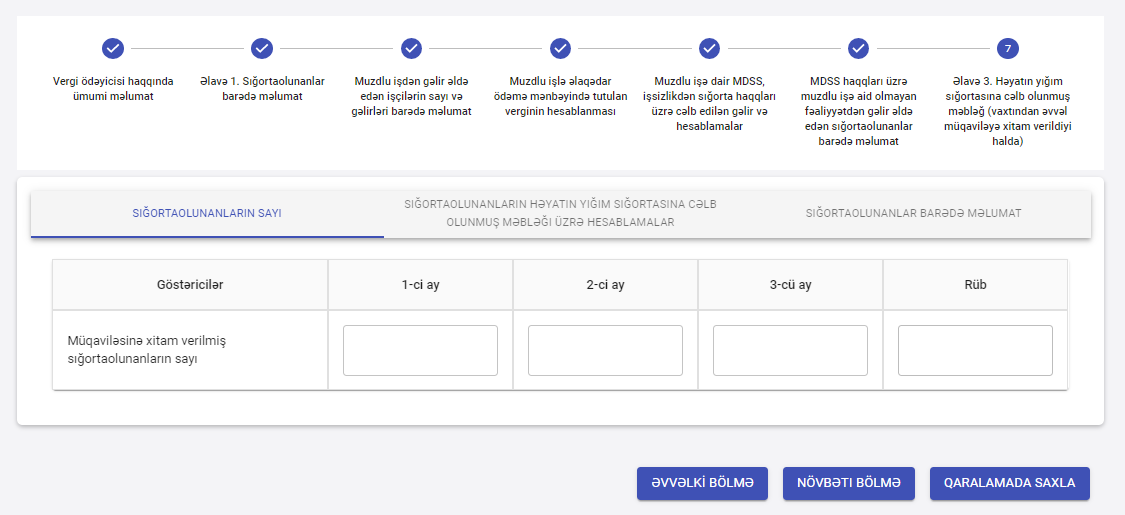 7
Vergi ödəyicisi haqqında
ümumi məlumat
Əlavə 1. Sığortaolunanlar
barədə məlumat
Muzdlu işdən gəlir əldə
edən işçilərin sayı və
gəlirləri barədə məlumat
Muzdlu işlə əlaqədar
ödəmə mənbəyində tutulan
verginin hesablanması
Muzdlu işə dair MDSS,
işsizlikdən sığorta haqqları
üzrə cəlb edilən gəlir və
hesablamalar
MDSS haqqları üzrə
muzdlu işə aid olmayan
fəaliyyətdən gəlir əldə
edən sığortaolunanlar
barədə məlumat
Əlavə 3. Həyatın yığım
sığortasına cəlb olunmuş
məbləğ (vaxtından əvvəl
müqaviləyə xitam verildiyi
halda)
SIĞORTAOLUNANLARIN SAYI
SIĞORTAOLUNANLARIN HƏYATIN YIĞIM SIĞORTASINA CƏLB
OLUNMUŞ MƏBLƏĞI ÜZRƏ HESABLAMALAR
SIĞORTAOLUNANLAR BARƏDƏ MƏLUMAT
Göstəricilər
1-ci ay
2-ci ay
3-cü ay
Rüb
Müqaviləsinə xitam verilmiş
sığortaolunanların sayı
ƏVVƏLKİ BÖLMƏ
NÖVBƏTI BÖLMƏ
QARALAMADA SAXLA